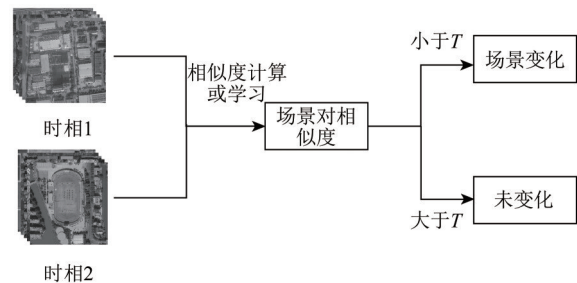 时相1
时相2
相似度计算
或学习
场景对相
似度
小于T
场景变化
大于T
未变化